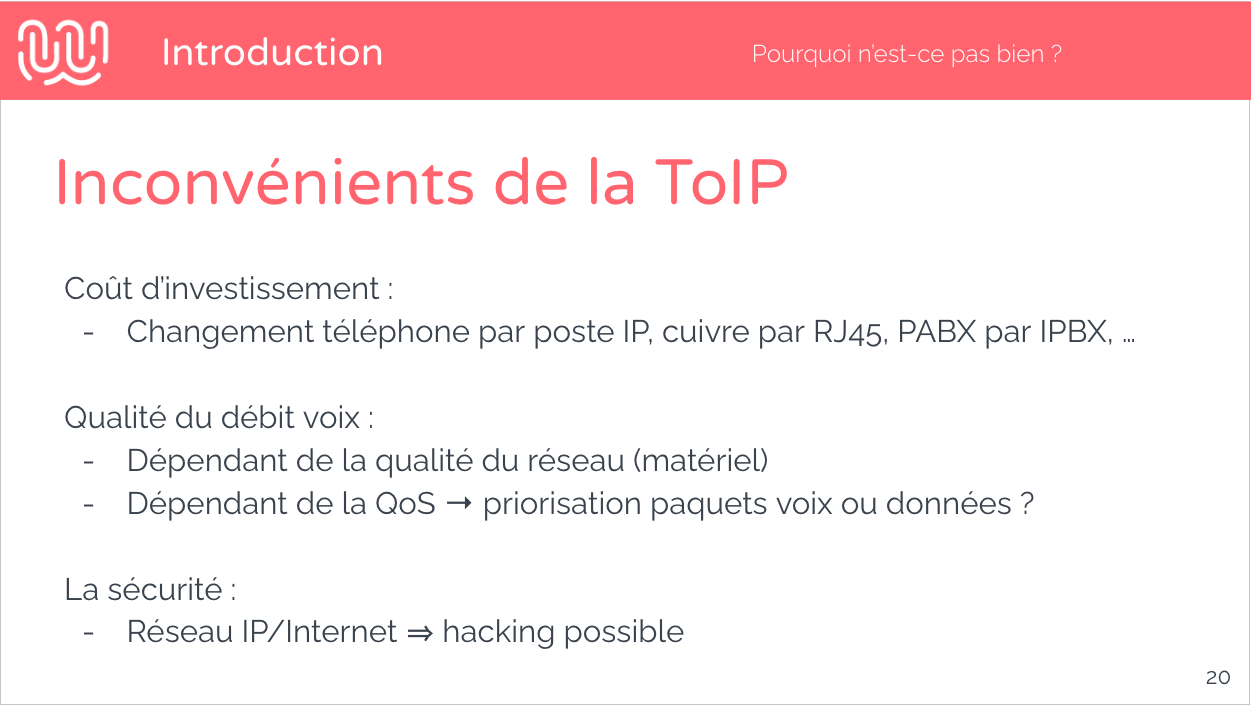 Introduction
Pourquoi n'est-ce pas bien ?
Inconvénients de la ToIP
Coût d'investissement :
- Changement téléphone par poste IP, cuivre par RJ45, PABX par IPBX, …
Qualité du débit voix :
- Dépendant de la qualité du réseau (matériel)
- Dépendant de la QoS → priorisation paquets voix ou données ?
La sécurité :
- Réseau IP/Internet ⇒ hacking possible
20